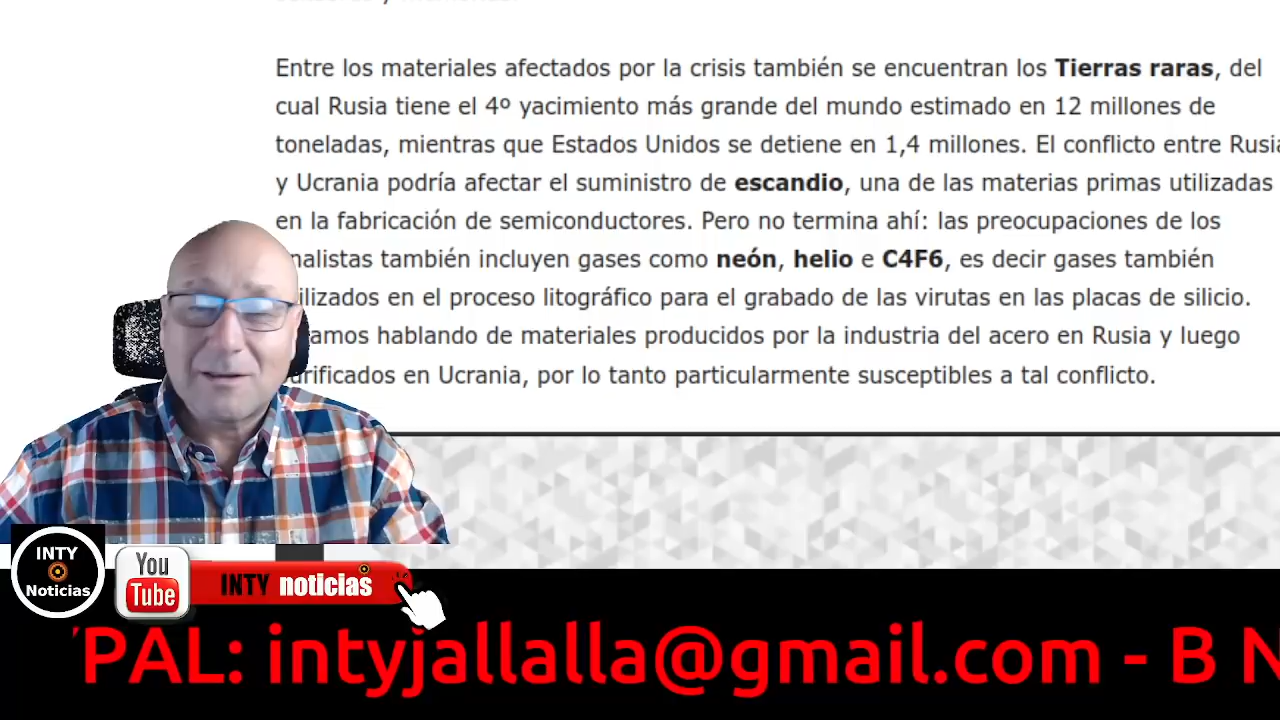 Entre los materiales afectados por la crisis también se encuentran los Tierras raras, del
cual Rusia tiene el 4º yacimiento más grande del mundo estimado en 12 millones de
toneladas, mientras que Estados Unidos se detiene en 1,4 millones. El conflicto entre
y Ucrania podría afectar el suministro de escandio, una de las materias primas utilizadas
en la fabricación de semiconductores. Pero no termina ahí: las preocupaciones de los
también incluyen gases como neón, helio e C4F6, es decir gases también
en el proceso litográfico para el grabado de las virutas en las placas de silicio.
hablando de materiales producidos por la industria del acero en Rusia y luego
en Ucrania, por lo tanto particularmente susceptibles a tal conflicto.
INTY
Noticias
You
Tube
INTY noticias
PAL: intyjallalla@gmail.com - B N